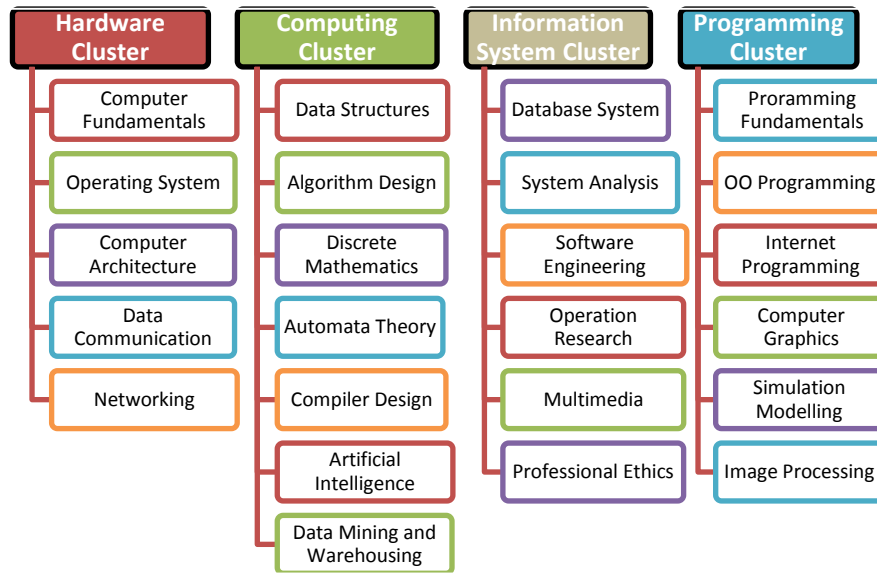 Hardware
Cluster
Computer
Fundamentals
Operating System
Computer
Architecture
Data
Communication
Networking
Computing
Cluster
Data Structures
Algorithm Design
Discrete
Mathematics
Automata Theory
Compiler Design
Artificial
Intelligence
Data Mining and
Warehousing
Information
System Cluster
Database System
System Analysis
Software
Engineering
Operation
Research
Multimedia
Professional Ethics
Programming
Cluster
Proramming
Fundamentals
OO Programming
Internet
Programming
Computer
Graphics
Simulation
Modelling
Image Processing